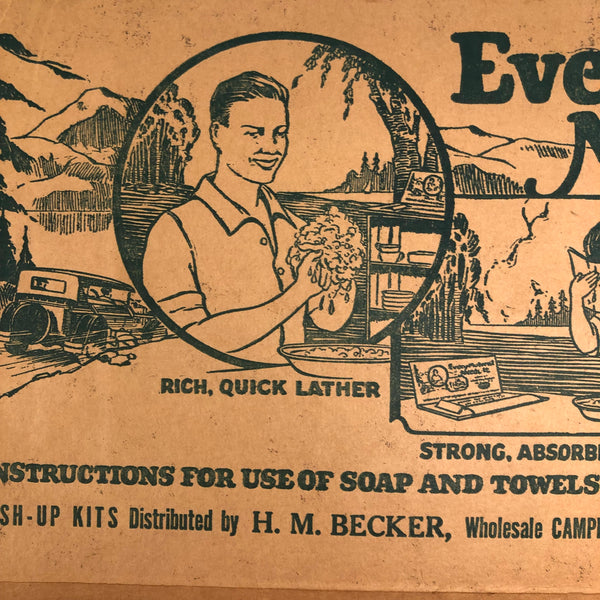 Eve
N
RICH, QUICK LATHER
STRONG, ABSORB
NSTRUCTIONS FOR USE OF SOAP AND TOWELS
SH-UP KITS Distributed by H. M. BECKER, Wholesale CAMP